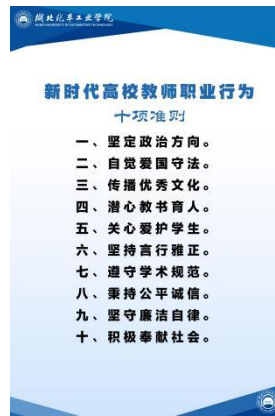 湖北汽车工业学院
新时代高校教师职业行为
十项准则
一、坚定政治方向。
二、自觉爱国守法。
三、传播优秀文化。
四、潜心教书育人。
五、关心爱护学生。
六、坚持言行雅正。
七、遵守学术规范。
八、秉持公平诚信。
九、坚守廉洁自律。
十、积极奉献社会。